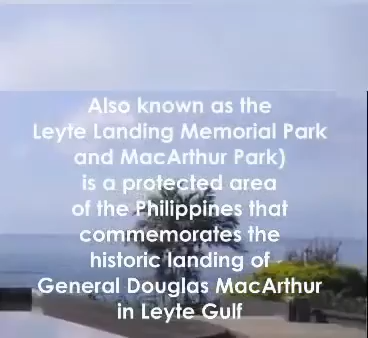 Also known as the
Leyte Landing Memorial Park
and MacArthur Park)
is a protected area
of the Philippines that
commemorates the
historic landing of
General Douglas MacArthur
in Leyte Gulf